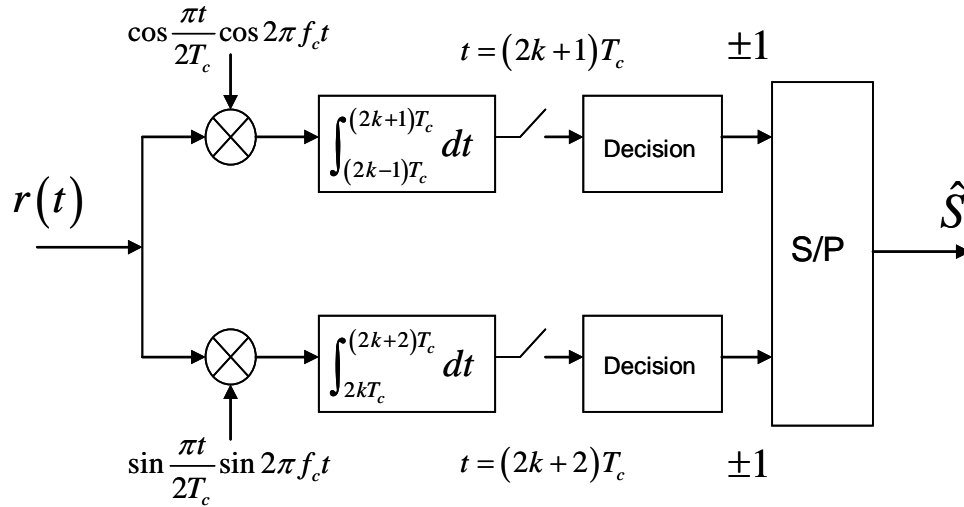 cos πt/2T_c cos 2πf_c t
t = (2k+1)T_c
±1
∫_{(2k−1)T_c}^{(2k+1)T_c} dt
Decision
r(t)
S/P
Ŝ
∫_{2kT_c}^{(2k+2)T_c} dt
Decision
sin πt/2T_c sin 2πf_c t
t = (2k+2)T_c
±1